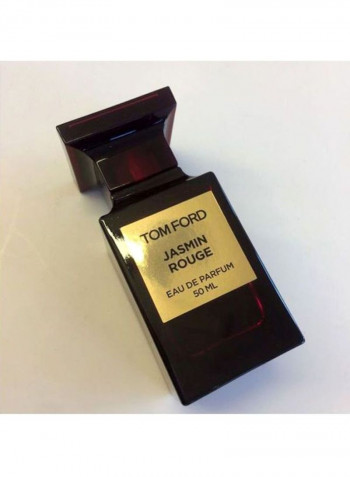 TOM FORD
JASMIN
ROUGE
EAU DE PARFUM
50 ML